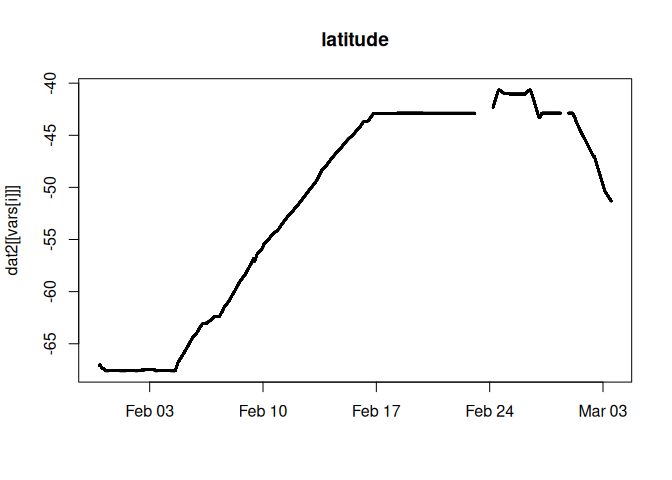 latitude
dat2[[vars[i]]]
-40
-45
-50
-55
-60
-65
Feb 03
Feb 10
Feb 17
Feb 24
Mar 03